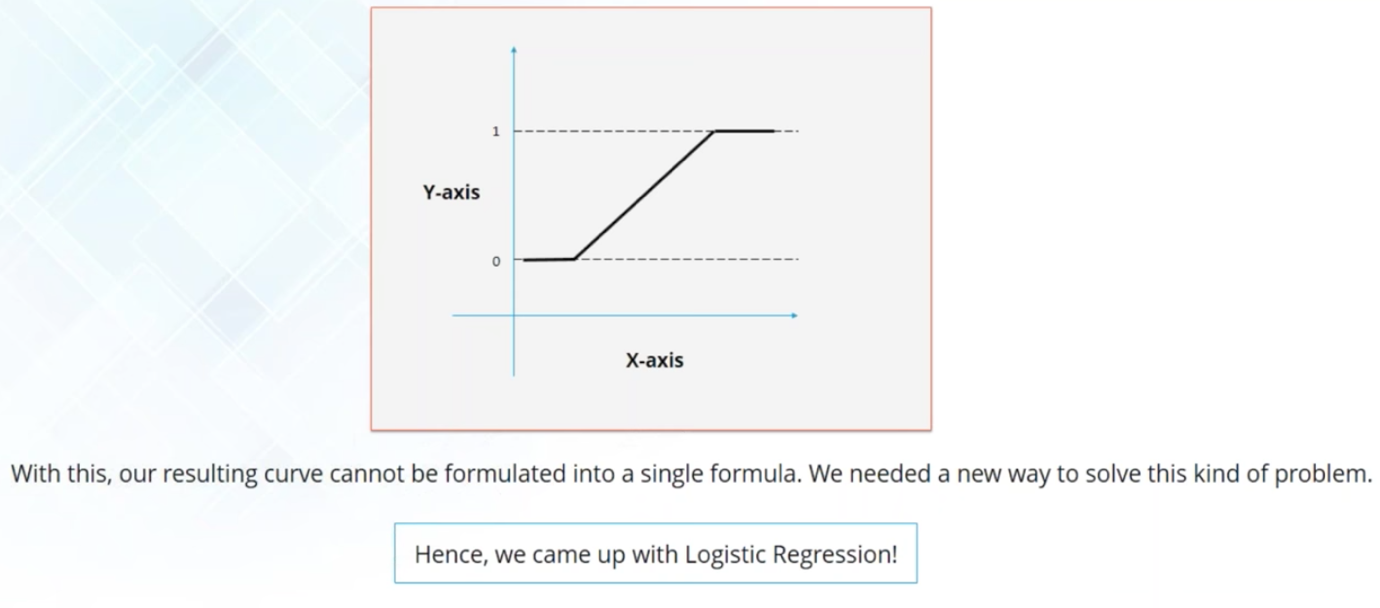 1
Y-axis
0
X-axis
With this, our resulting curve cannot be formulated into a single formula. We needed a new way to solve this kind of problem.
Hence, we came up with Logistic Regression!